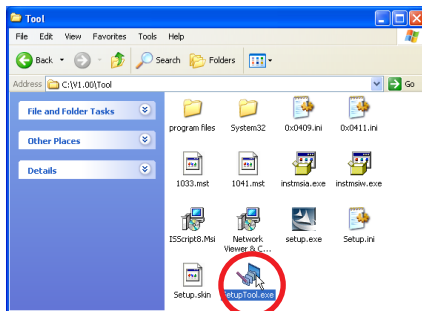 Tool
File Edit View Favorites Tools Help
Back Search Folders
Address C:\V1.00\Tool Go
File and Folder Tasks
Other Places
Details
program files System32 0x0409.ini 0x0411.ini
1033.mst 1041.mst instmsia.exe instmsiw.exe
ISScript8.Msi Network Viewer & C... setup.exe Setup.ini
Setup.skin SetupTool.exe